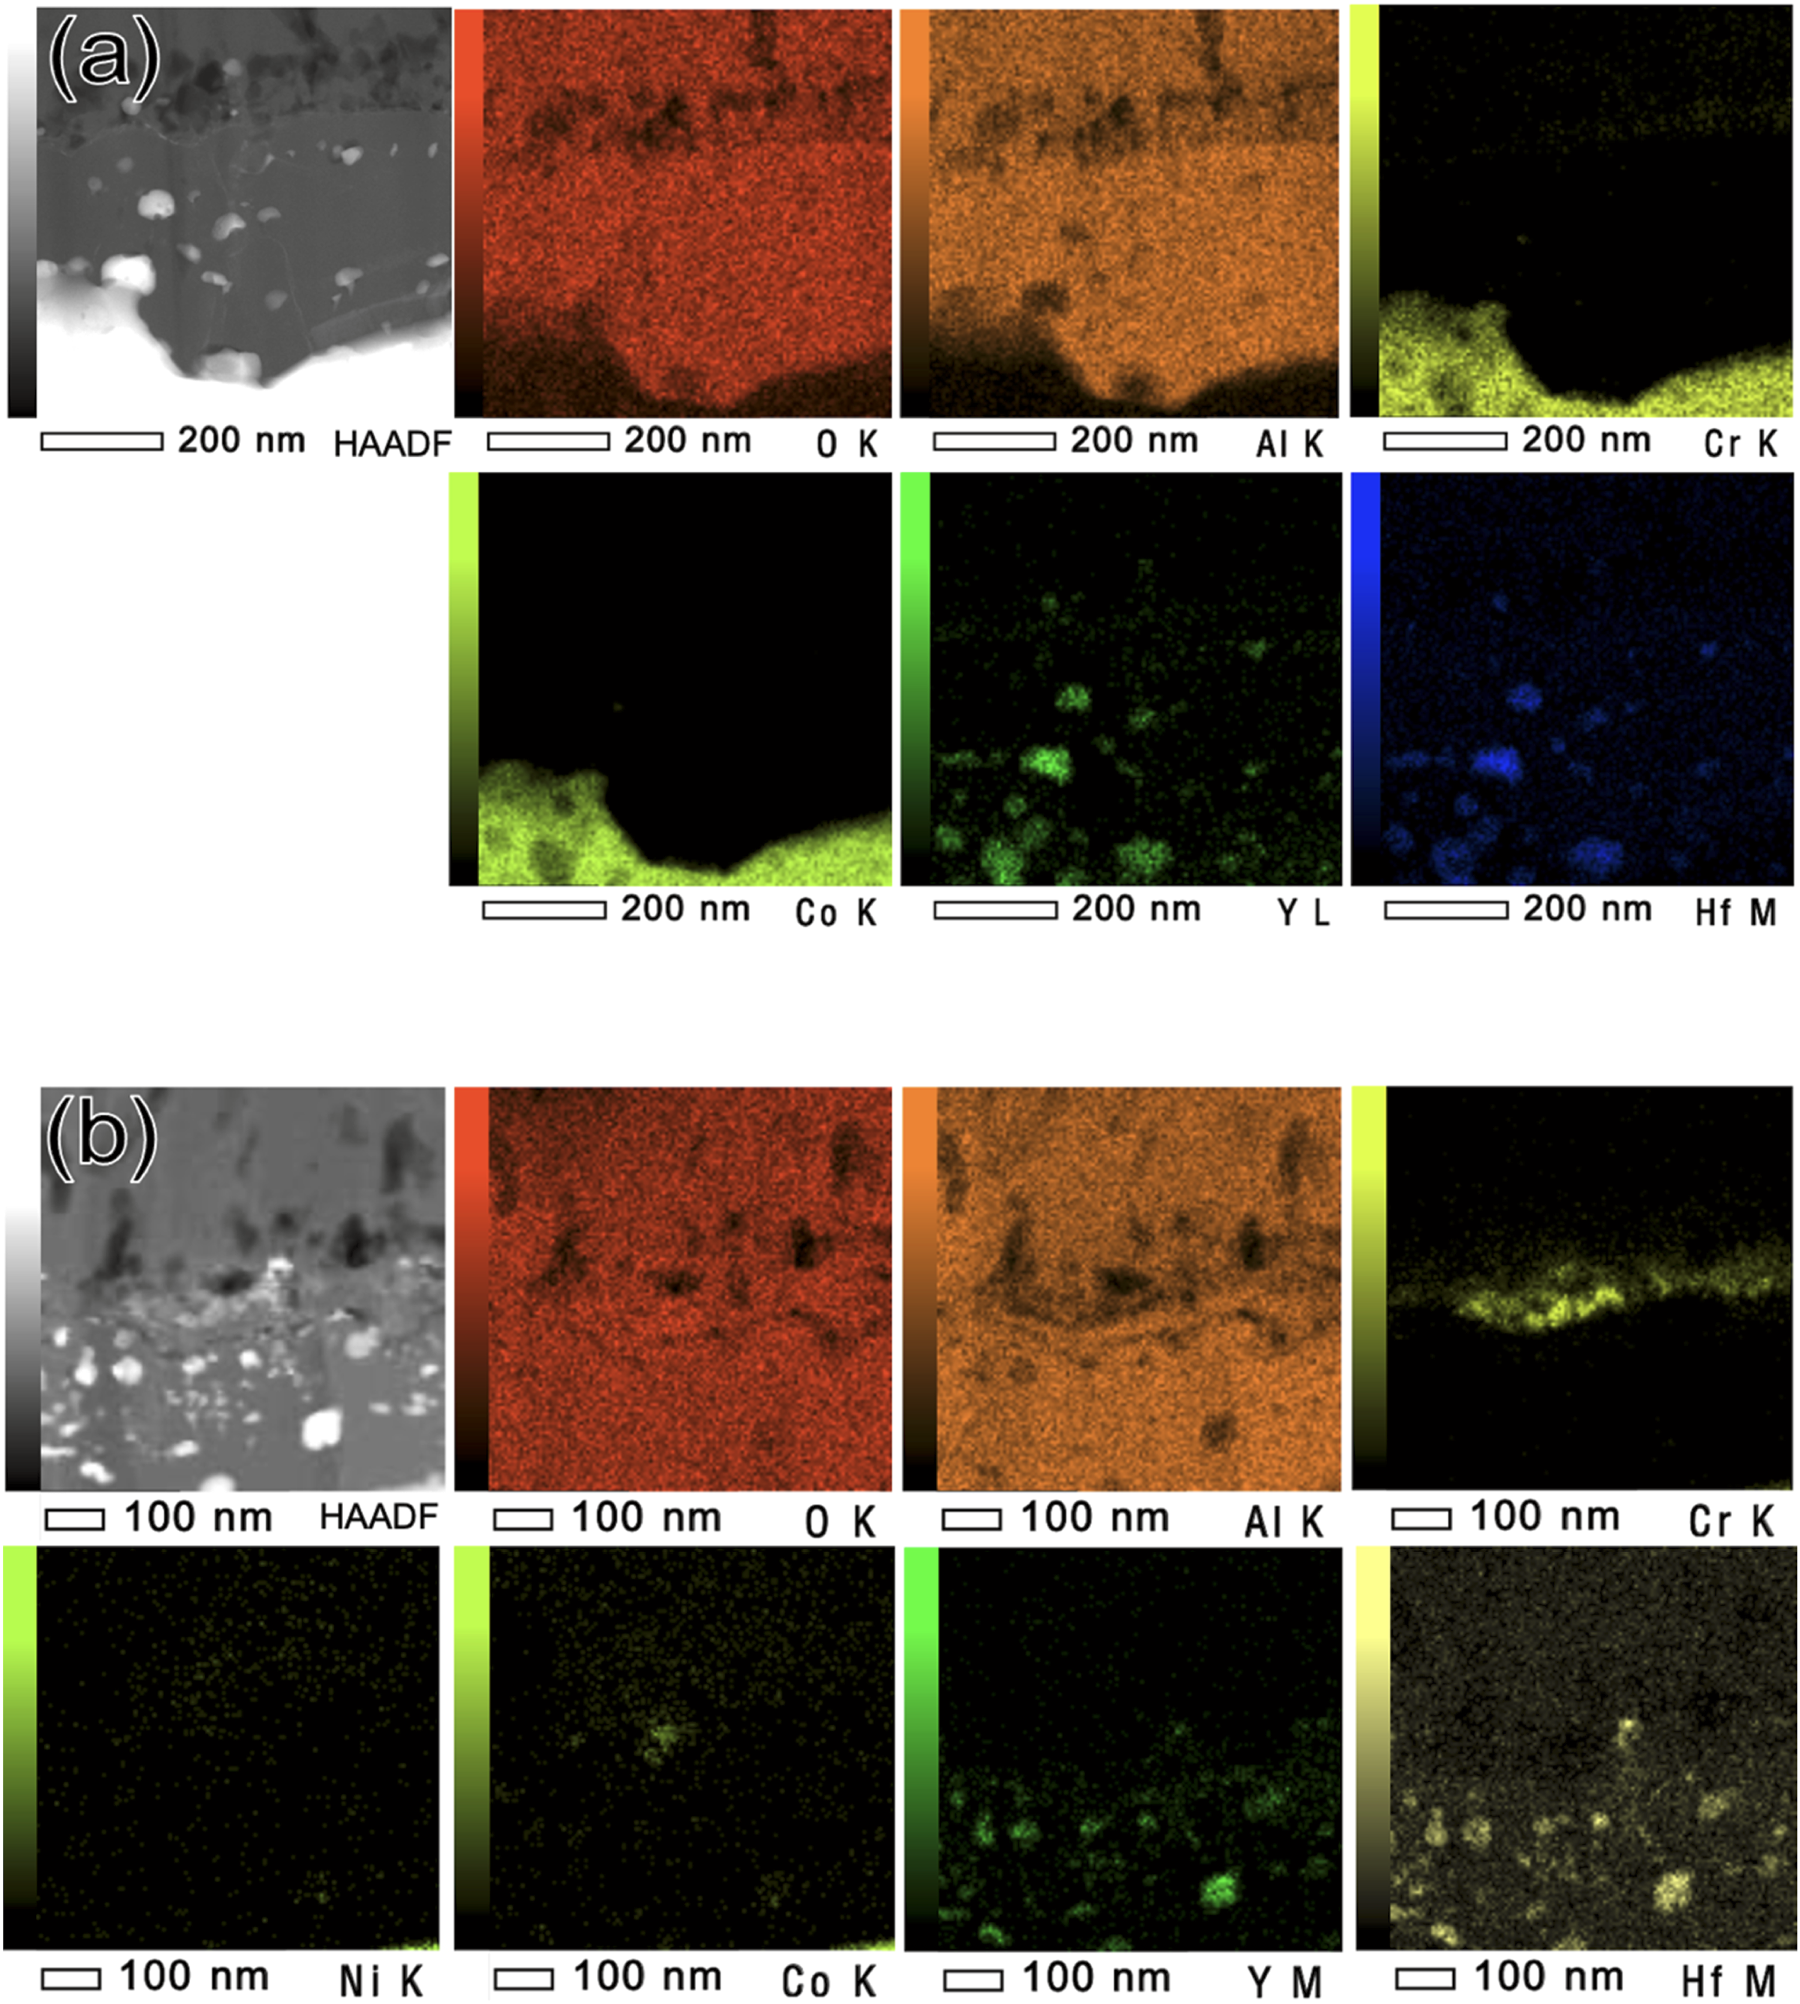 (a)
200 nm HAADF
200 nm O K
200 nm Al K
200 nm Cr K
200 nm Co K
200 nm Y L
200 nm Hf M
(b)
100 nm HAADF
100 nm O K
100 nm Al K
100 nm Cr K
100 nm Ni K
100 nm Co K
100 nm Y M
100 nm Hf M